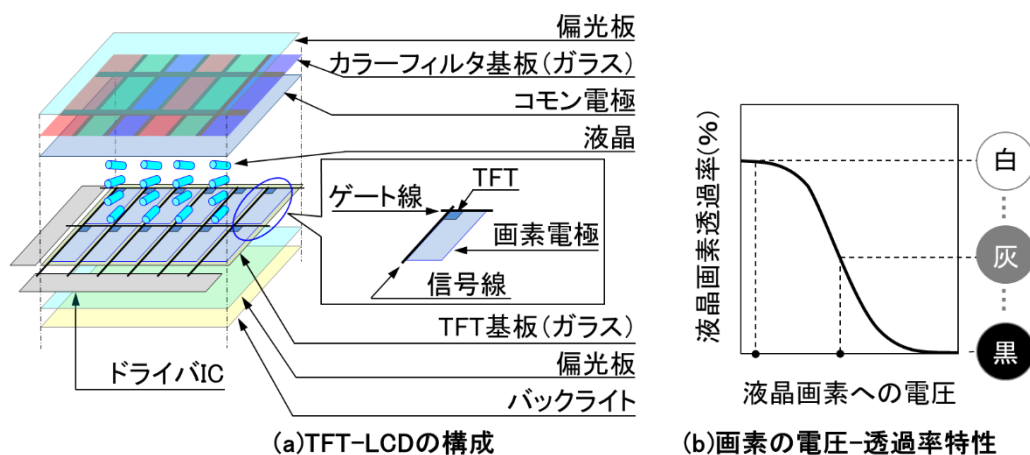 偏光板
カラーフィルタ基板(ガラス)
コモン電極
液晶
ゲート線
TFT
画素電極
信号線
TFT基板(ガラス)
偏光板
バックライト
ドライバIC
(a)TFT-LCDの構成
液晶画素透過率(%)
白
灰
黒
液晶画素への電圧
(b)画素の電圧-透過率特性